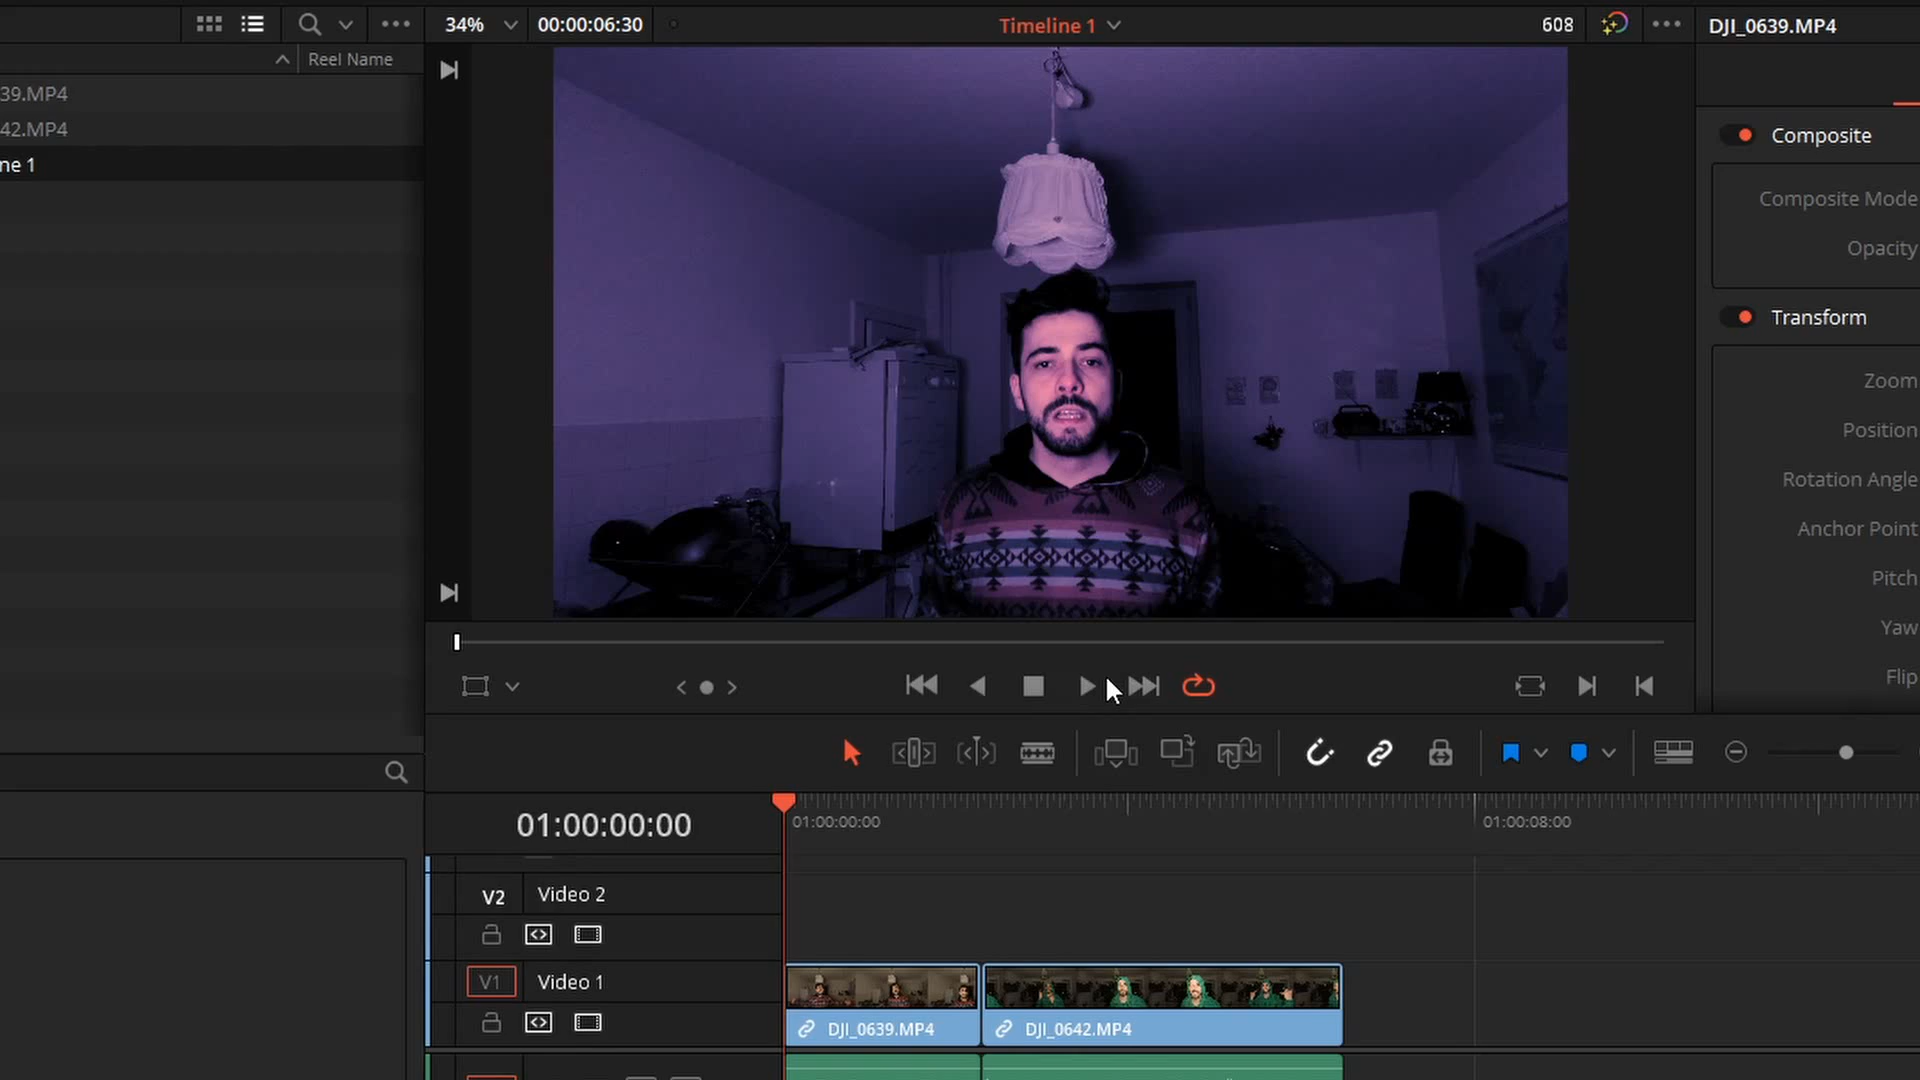 34%
00:00:06:30
Timeline 1
608
DJI_0639.MP4
Reel Name
39.MP4
42.MP4
ne 1
Composite
Composite Mode
Opacity
Transform
Zoom
Position
Rotation Angle
Anchor Point
Pitch
Yaw
Flip
01:00:00:00
01:00:00:00
01:00:08:00
V2
Video 2
V1
Video 1
DJI_0639.MP4
DJI_0642.MP4